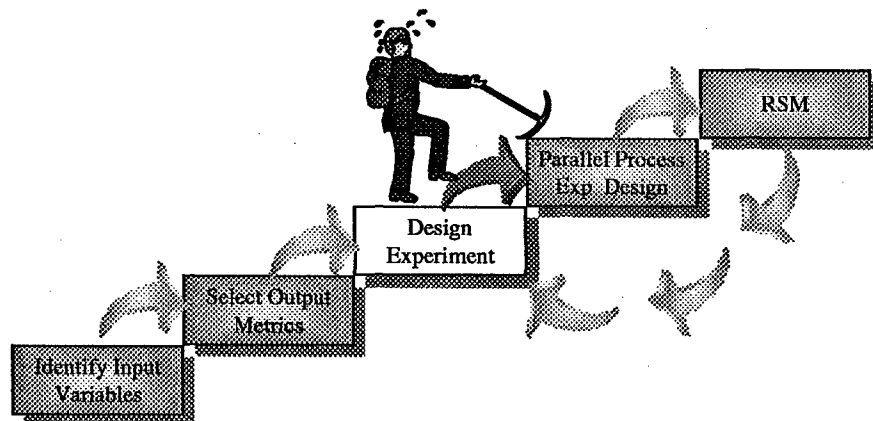 RSM
Parallel Process
Exp. Design
Design
Experiment
Select Output
Metrics
Identify Input
Variables